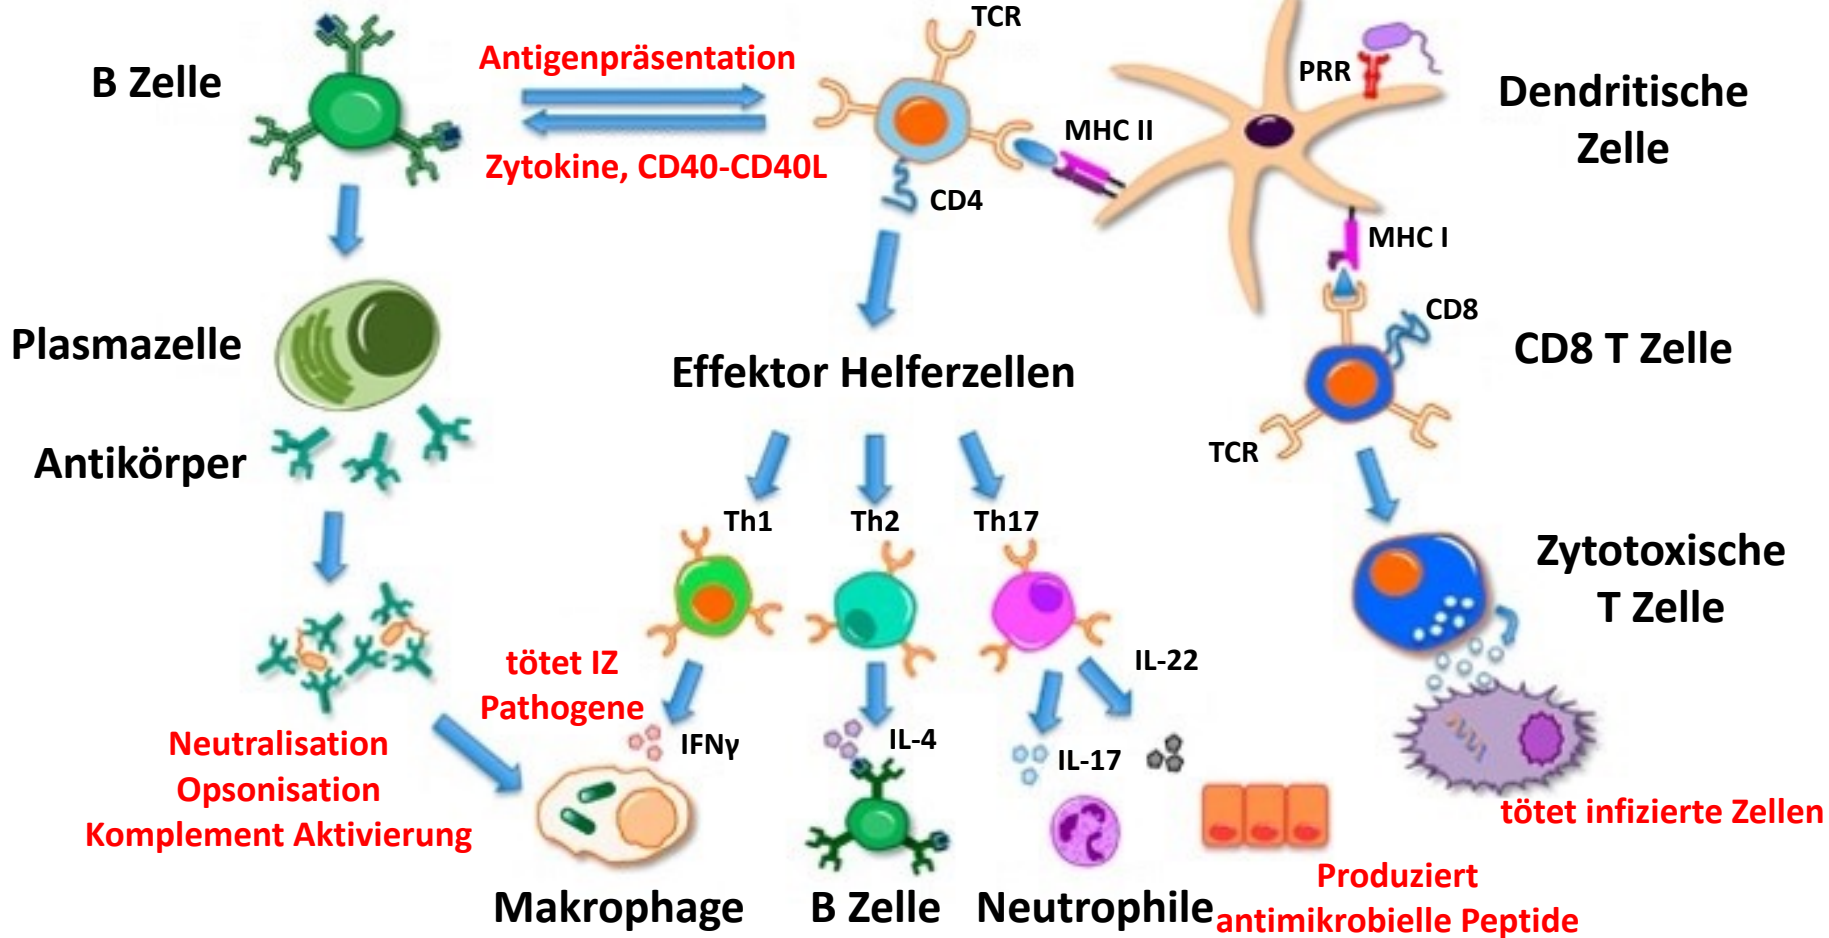 TCR
B Zelle
Antigenpräsentation
PRR
Dendritische
Zelle
MHC II
Zytokine, CD40-CD40L
CD4
MHC I
CD8
Plasmazelle
CD8 T Zelle
Effektor Helferzellen
Antikörper
TCR
Th1
Th2
Th17
Zytotoxische
T Zelle
tötet IZ
Pathogene
IL-22
IFNγ
IL-4
IL-17
Neutralisation
Opsonisation
Komplement Aktivierung
tötet infizierte Zellen
Makrophage
B Zelle
Neutrophile
Produziert
antimikrobielle Peptide